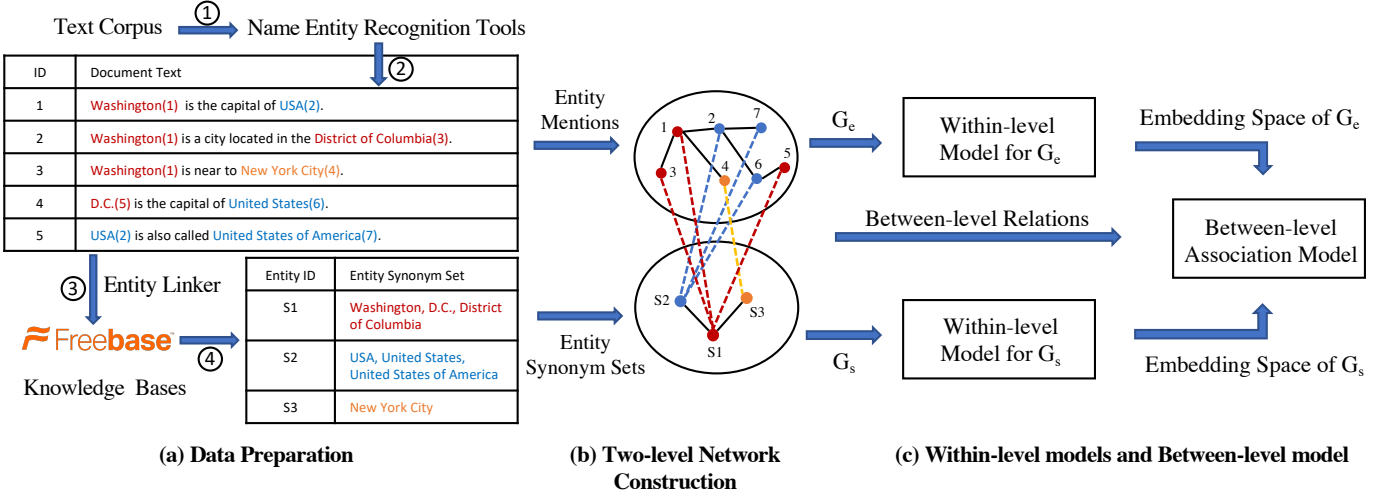 Text Corpus
1
Name Entity Recognition Tools
2
ID Document Text
1 Washington(1) is the capital of USA(2).
2 Washington(1) is a city located in the District of Columbia(3).
3 Washington(1) is near to New York City(4).
4 D.C.(5) is the capital of United States(6).
5 USA(2) is also called United States of America(7).
3
Entity Linker
Freebase™
4
Knowledge Bases
Entity ID Entity Synonym Set
S1 Washington, D.C., District
of Columbia
S2 USA, United States,
United States of America
S3 New York City
(a) Data Preparation
Entity
Mentions
Entity
Synonym Sets
1
2
7
3
4
6
5
S2
S3
S1
(b) Two-level Network
Construction
Ge
Within-level
Model for Ge
Embedding Space of Ge
Between-level Relations
Between-level
Association Model
Gs
Within-level
Model for Gs
Embedding Space of Gs
(c) Within-level models and Between-level model